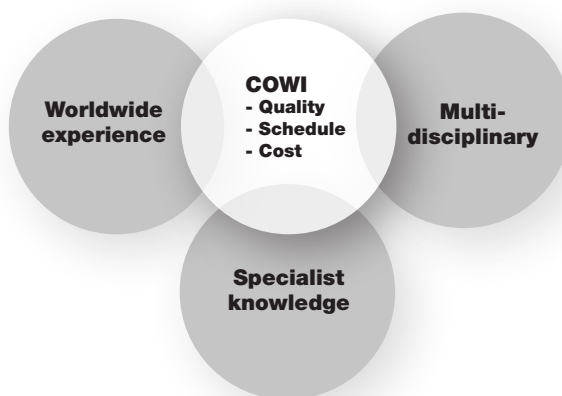 Worldwide
experience
COWI
- Quality
- Schedule
- Cost
Multi-
disciplinary
Specialist
knowledge